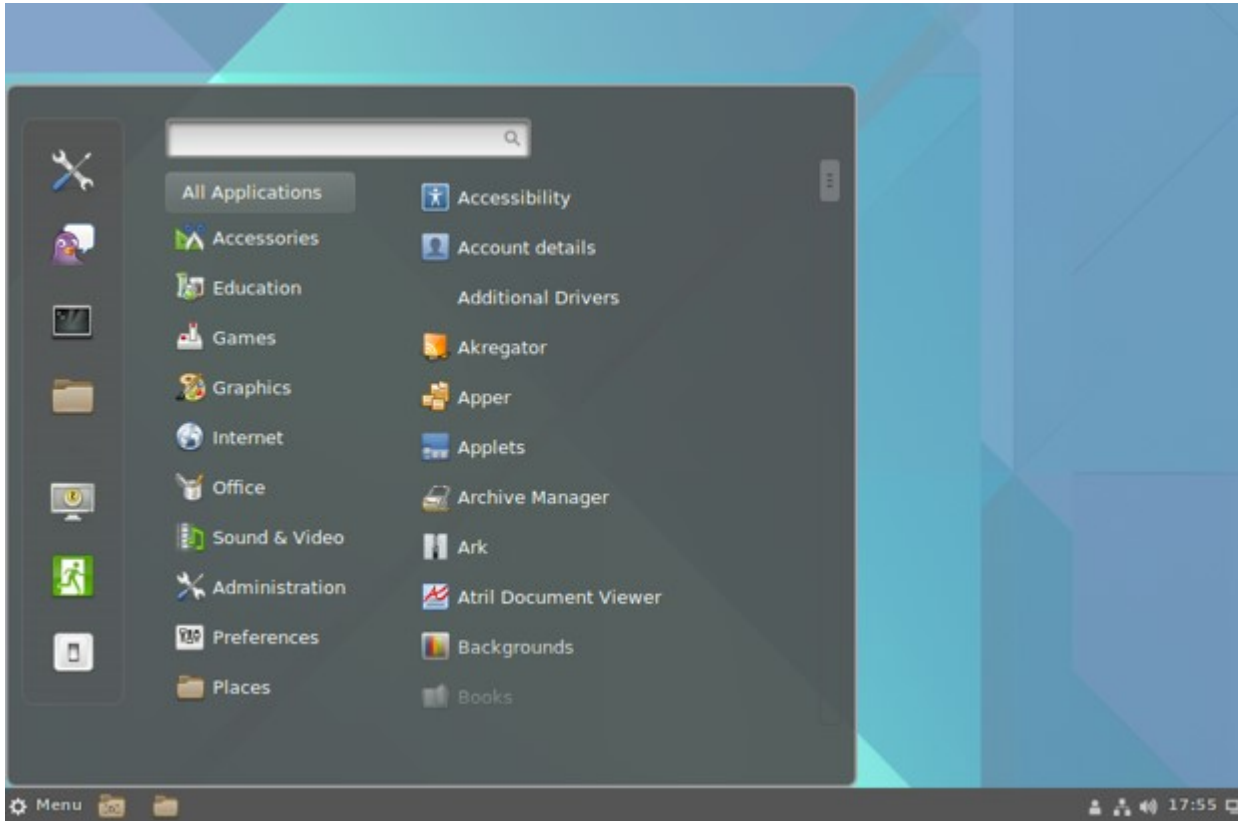 All Applications
Accessories
Education
Games
Graphics
Internet
Office
Sound & Video
Administration
Preferences
Places
Accessibility
Account details
Additional Drivers
Akregator
Apper
Applets
Archive Manager
Ark
Atril Document Viewer
Backgrounds
Books
Menu
17:55